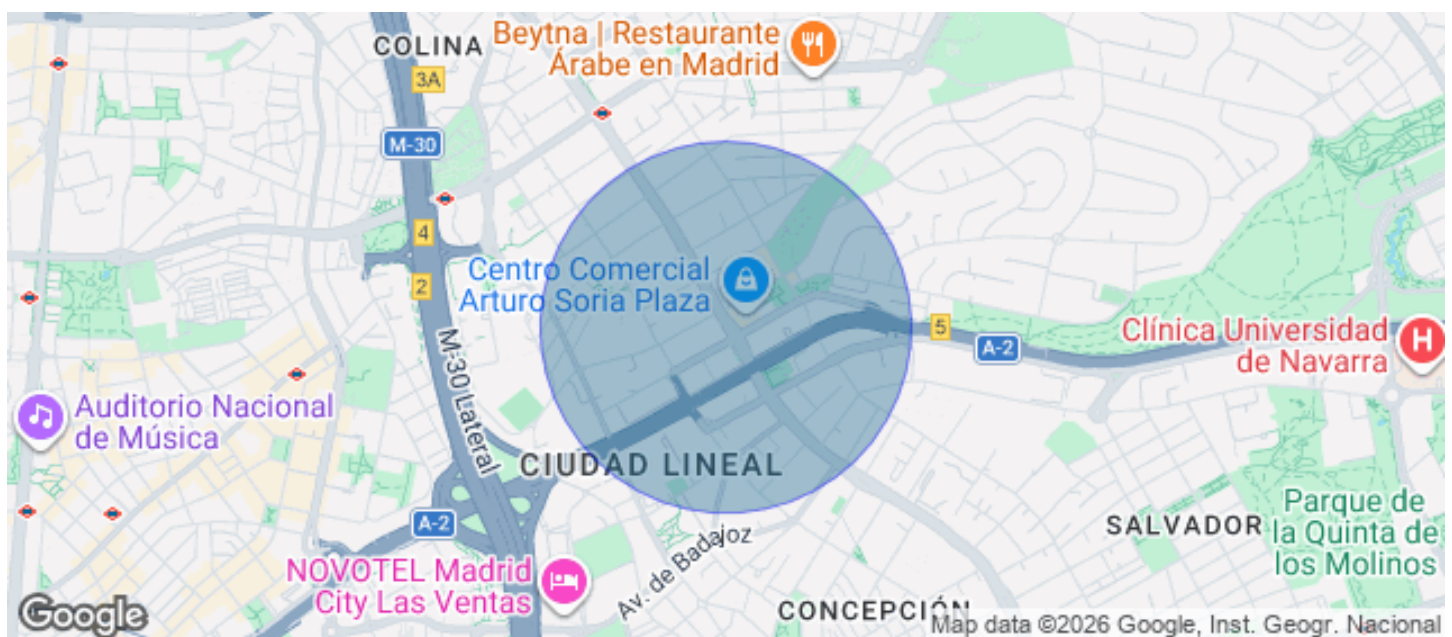 COLINA
Beytna | Restaurante
Árabe en Madrid
3A
M-30
4
2
Centro Comercial
Arturo Soria Plaza
5
A-2
Clínica Universidad
de Navarra
H
M-30 Lateral
Auditorio Nacional
de Música
CIUDAD LINEAL
A-2
SALVADOR
Parque de
la Quinta de
los Molinos
NOVOTEL Madrid
City Las Ventas
Av. de Badajoz
CONCEPCIÓN
Google
Map data ©2026 Google, Inst. Geogr. Nacional